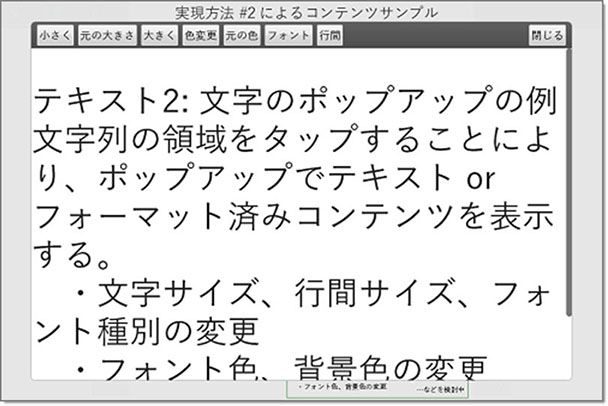 実現方法 #2 によるコンテンツサンプル
小さく 元の大きさ 大きく 色変更 元の色 フォント 行間 閉じる
テキスト2: 文字のポップアップの例
文字列の領域をタップすることによ
り、ポップアップでテキスト or
フォーマット済みコンテンツを表示
する。
・文字サイズ、行間サイズ、フォ
ント種別の変更
・フォント色、背景色の変更
・フォント色、背景色の変更 …などを検討中